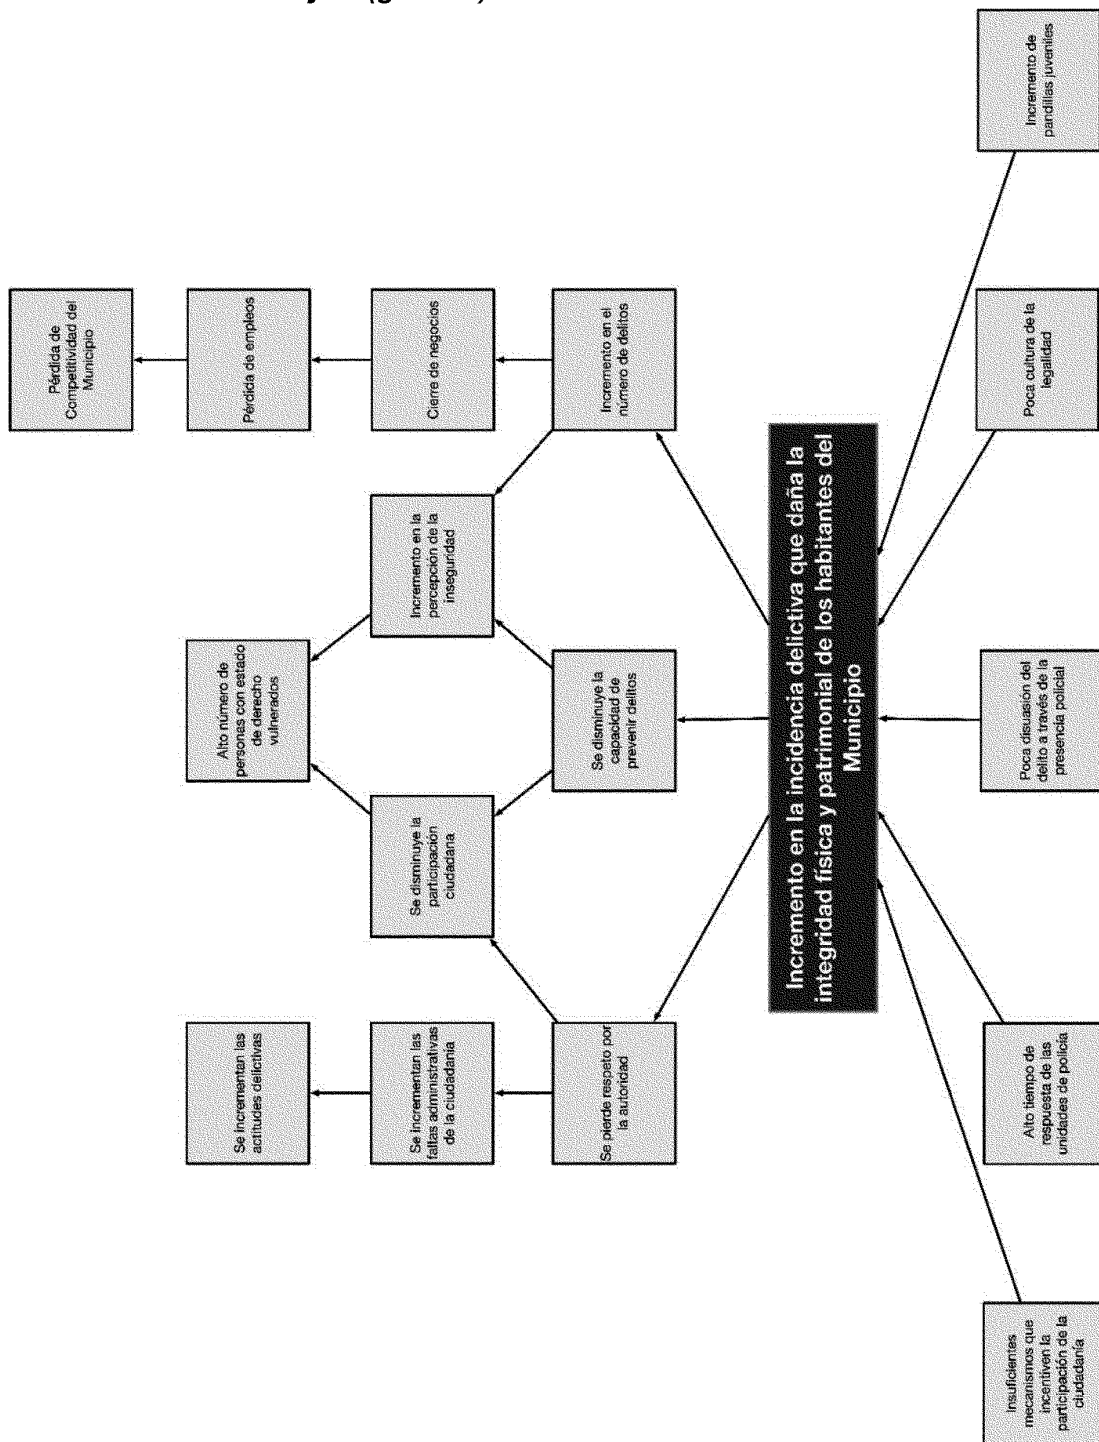 Pérdida de
Competitividad del
Municipio
Se incrementan las
actitudes delictivas
Alto número de
personas con estado
de derecho
vulnerados
Pérdida de empleos
Se incrementan las
faltas administrativas
de la ciudadanía
Se disminuye la
participación
ciudadana
Incremento en la
percepción de la
inseguridad
Cierre de negocios
Se pierde respeto por
la autoridad
Se disminuye la
capacidad de
prevenir delitos
Incremento en el
número de delitos
Incremento en la incidencia delictiva que daña la
integridad física y patrimonial de los habitantes del
Municipio
Insuficientes
mecanismos que
incentiven la
participación de la
ciudadanía
Alto tiempo de
respuesta de las
unidades de policía
Poca disuasión del
delito a través de la
presencia policial
Poca cultura de la
legalidad
Incremento de
pandillas juveniles